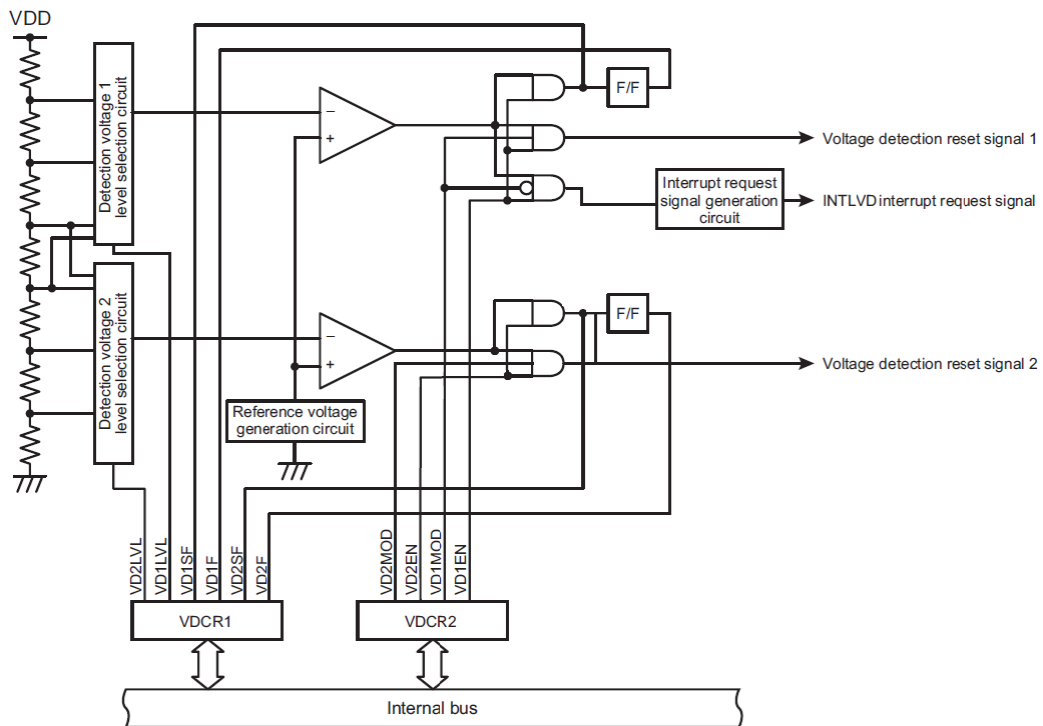 VDD
Detection voltage 1
level selection circuit
F/F
−
+
Voltage detection reset signal 1
Interrupt request
signal generation
circuit
INTLVD interrupt request signal
Detection voltage 2
level selection circuit
F/F
−
+
Voltage detection reset signal 2
Reference voltage
generation circuit
VD2LVL
VD1LVL
VD1SF
VD1F
VD2SF
VD2F
VD2MOD
VD2EN
VD1MOD
VD1EN
VDCR1
VDCR2
Internal bus